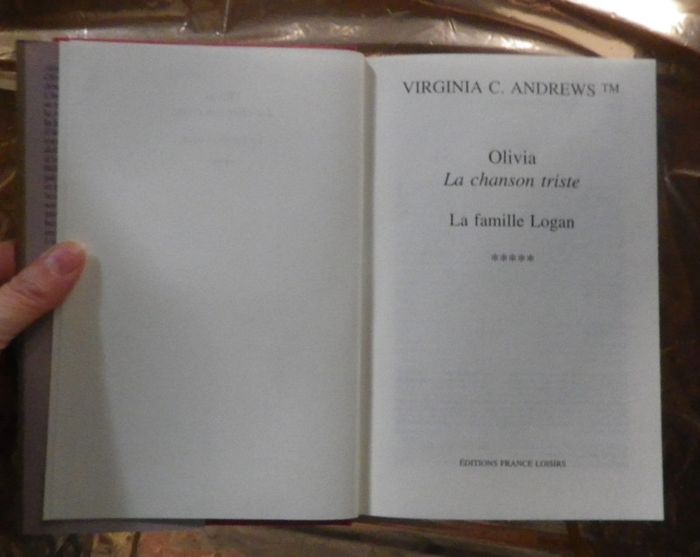 VIRGINIA C. ANDREWS ™
Olivia
La chanson triste
La famille Logan
*****
ÉDITIONS FRANCE LOISIRS